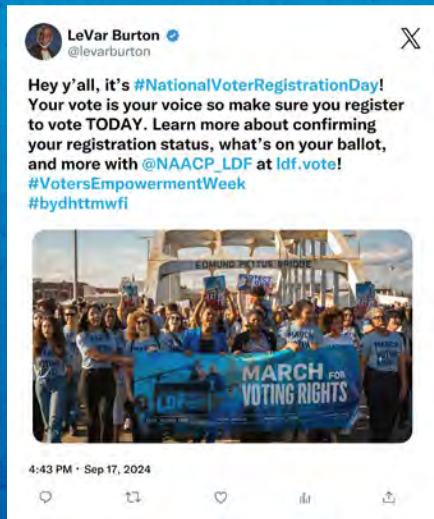 LeVar Burton
@levarburton
Hey y'all, it's #NationalVoterRegistrationDay!
Your vote is your voice so make sure you register
to vote TODAY. Learn more about confirming
your registration status, what's on your ballot,
and more with @NAACP_LDF at ldf.vote!
#VotersEmpowermentWeek
#bydhttmwfi
EDMUND PETTUS BRIDGE
LDF
MARCH FOR
VOTING RIGHTS
4:43 PM · Sep 17, 2024